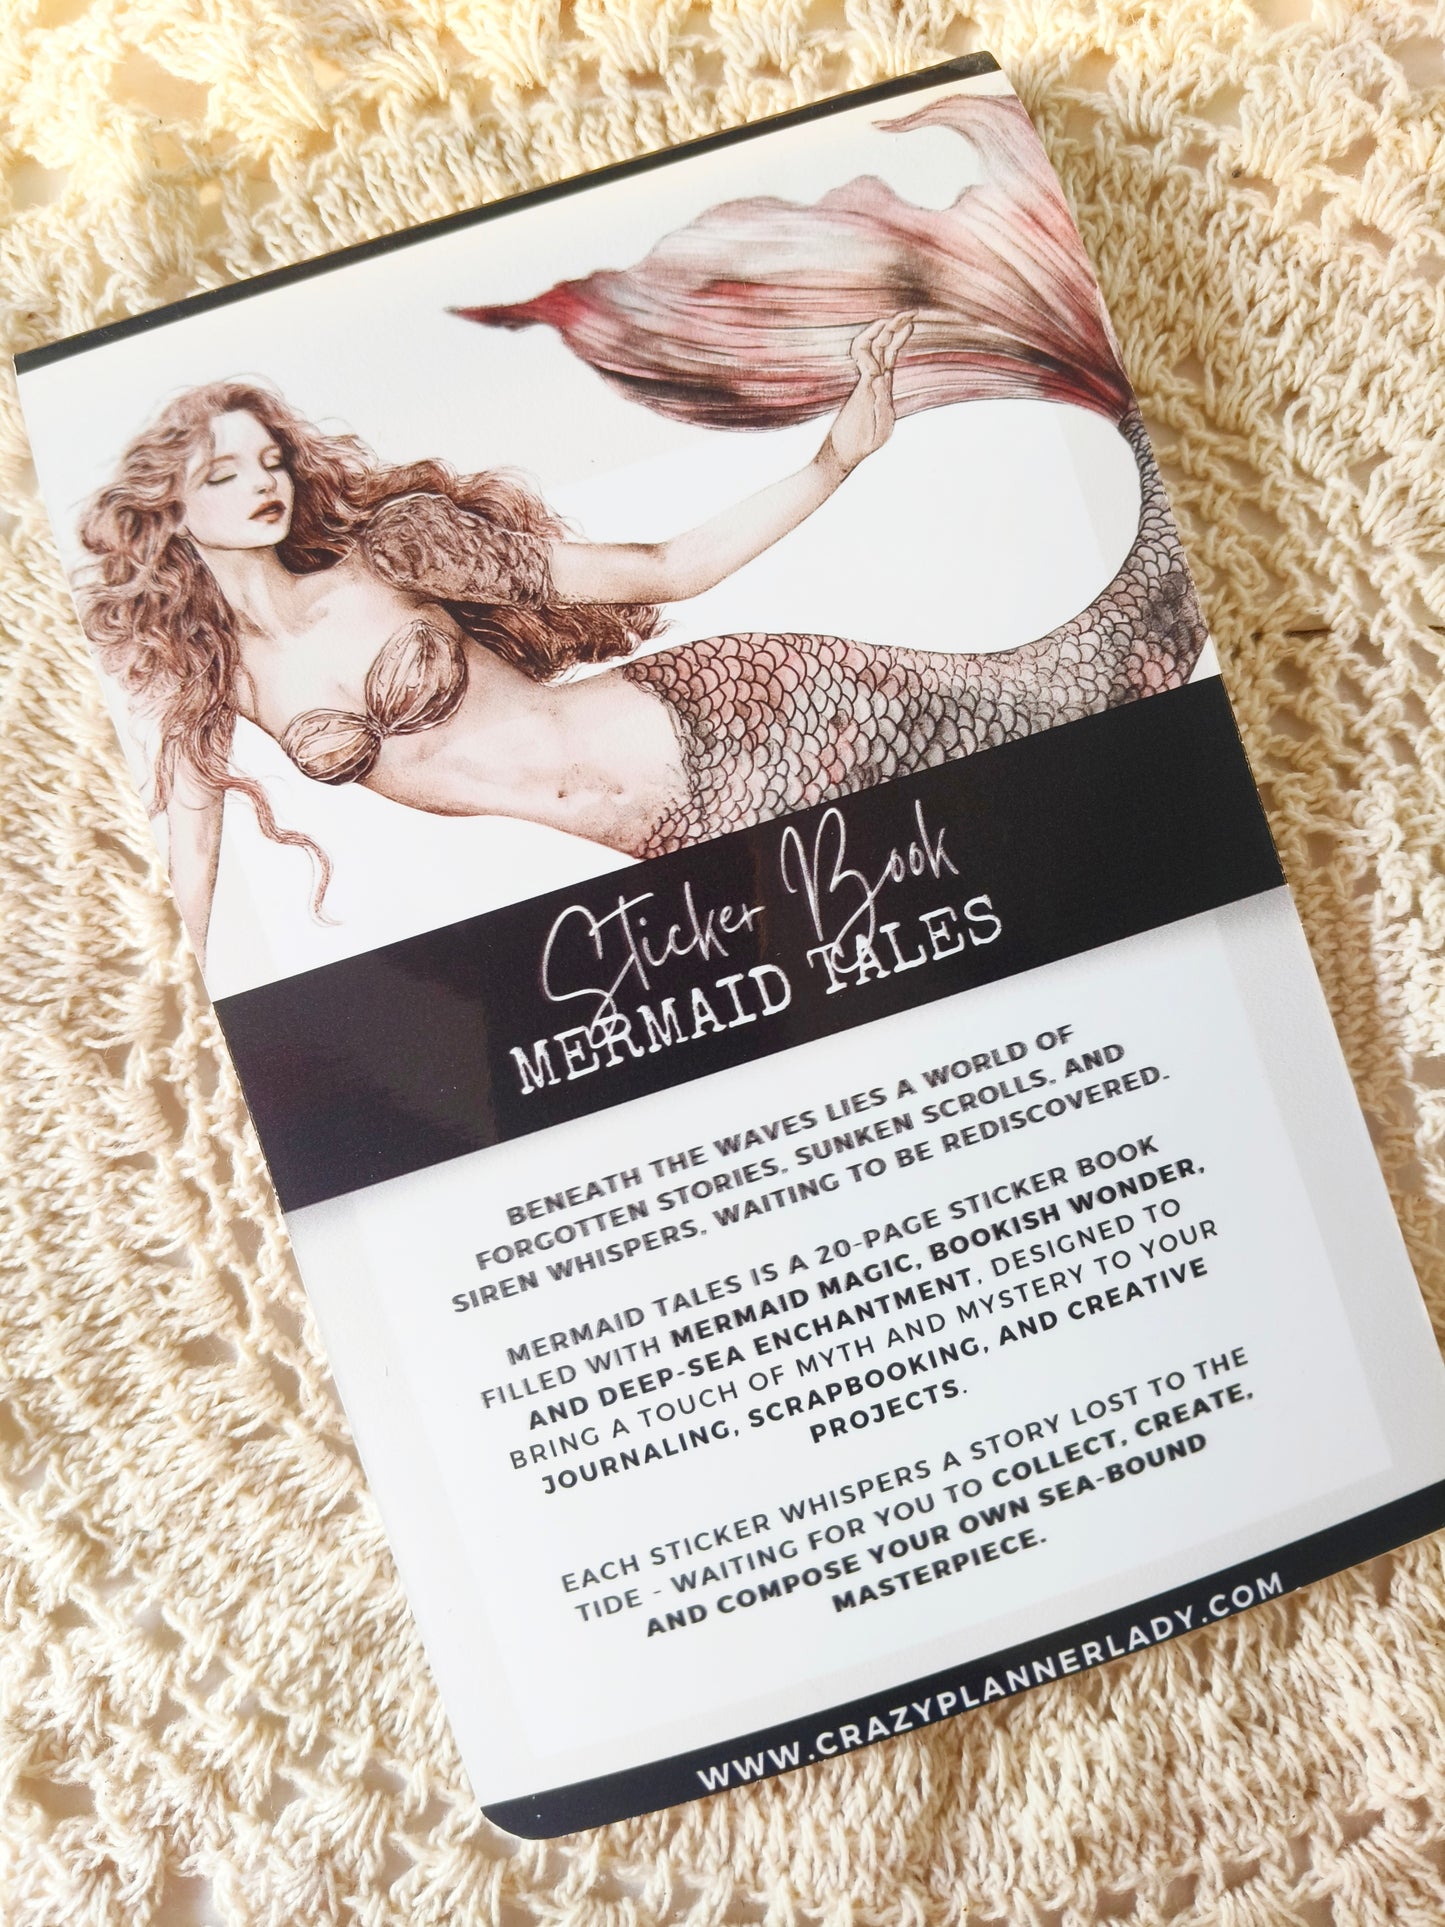 Sticker Book
MERMAID TALES
BENEATH THE WAVES LIES A WORLD OF
FORGOTTEN STORIES, SUNKEN SCROLLS, AND
SIREN WHISPERS, WAITING TO BE REDISCOVERED.
MERMAID TALES IS A 20-PAGE STICKER BOOK
FILLED WITH MERMAID MAGIC, BOOKISH WONDER,
AND DEEP-SEA ENCHANTMENT, DESIGNED TO
BRING A TOUCH OF MYTH AND MYSTERY TO YOUR
JOURNALING, SCRAPBOOKING, AND CREATIVE
PROJECTS.
EACH STICKER WHISPERS A STORY LOST TO THE
TIDE - WAITING FOR YOU TO COLLECT, CREATE,
AND COMPOSE YOUR OWN SEA-BOUND
MASTERPIECE.
WWW.CRAZYPLANNERLADY.COM